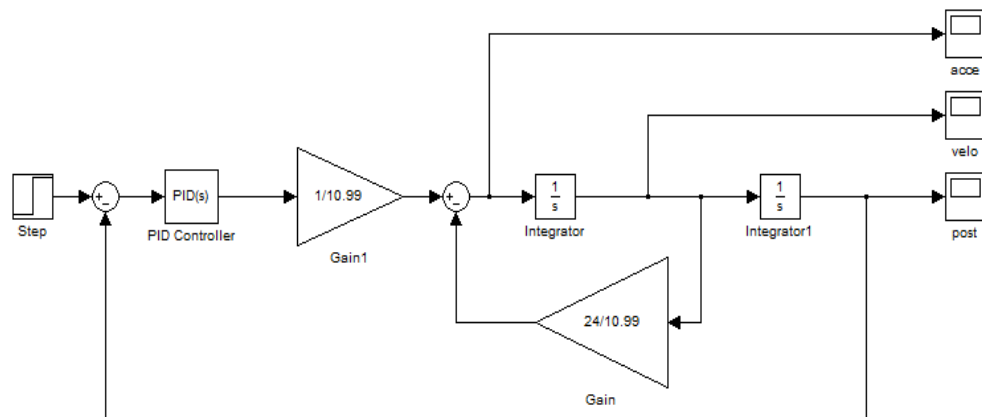 acce
velo
Step
PID(s)
PID Controller
1/10.99
Gain1
1
s
Integrator
1
s
Integrator1
post
24/10.99
Gain